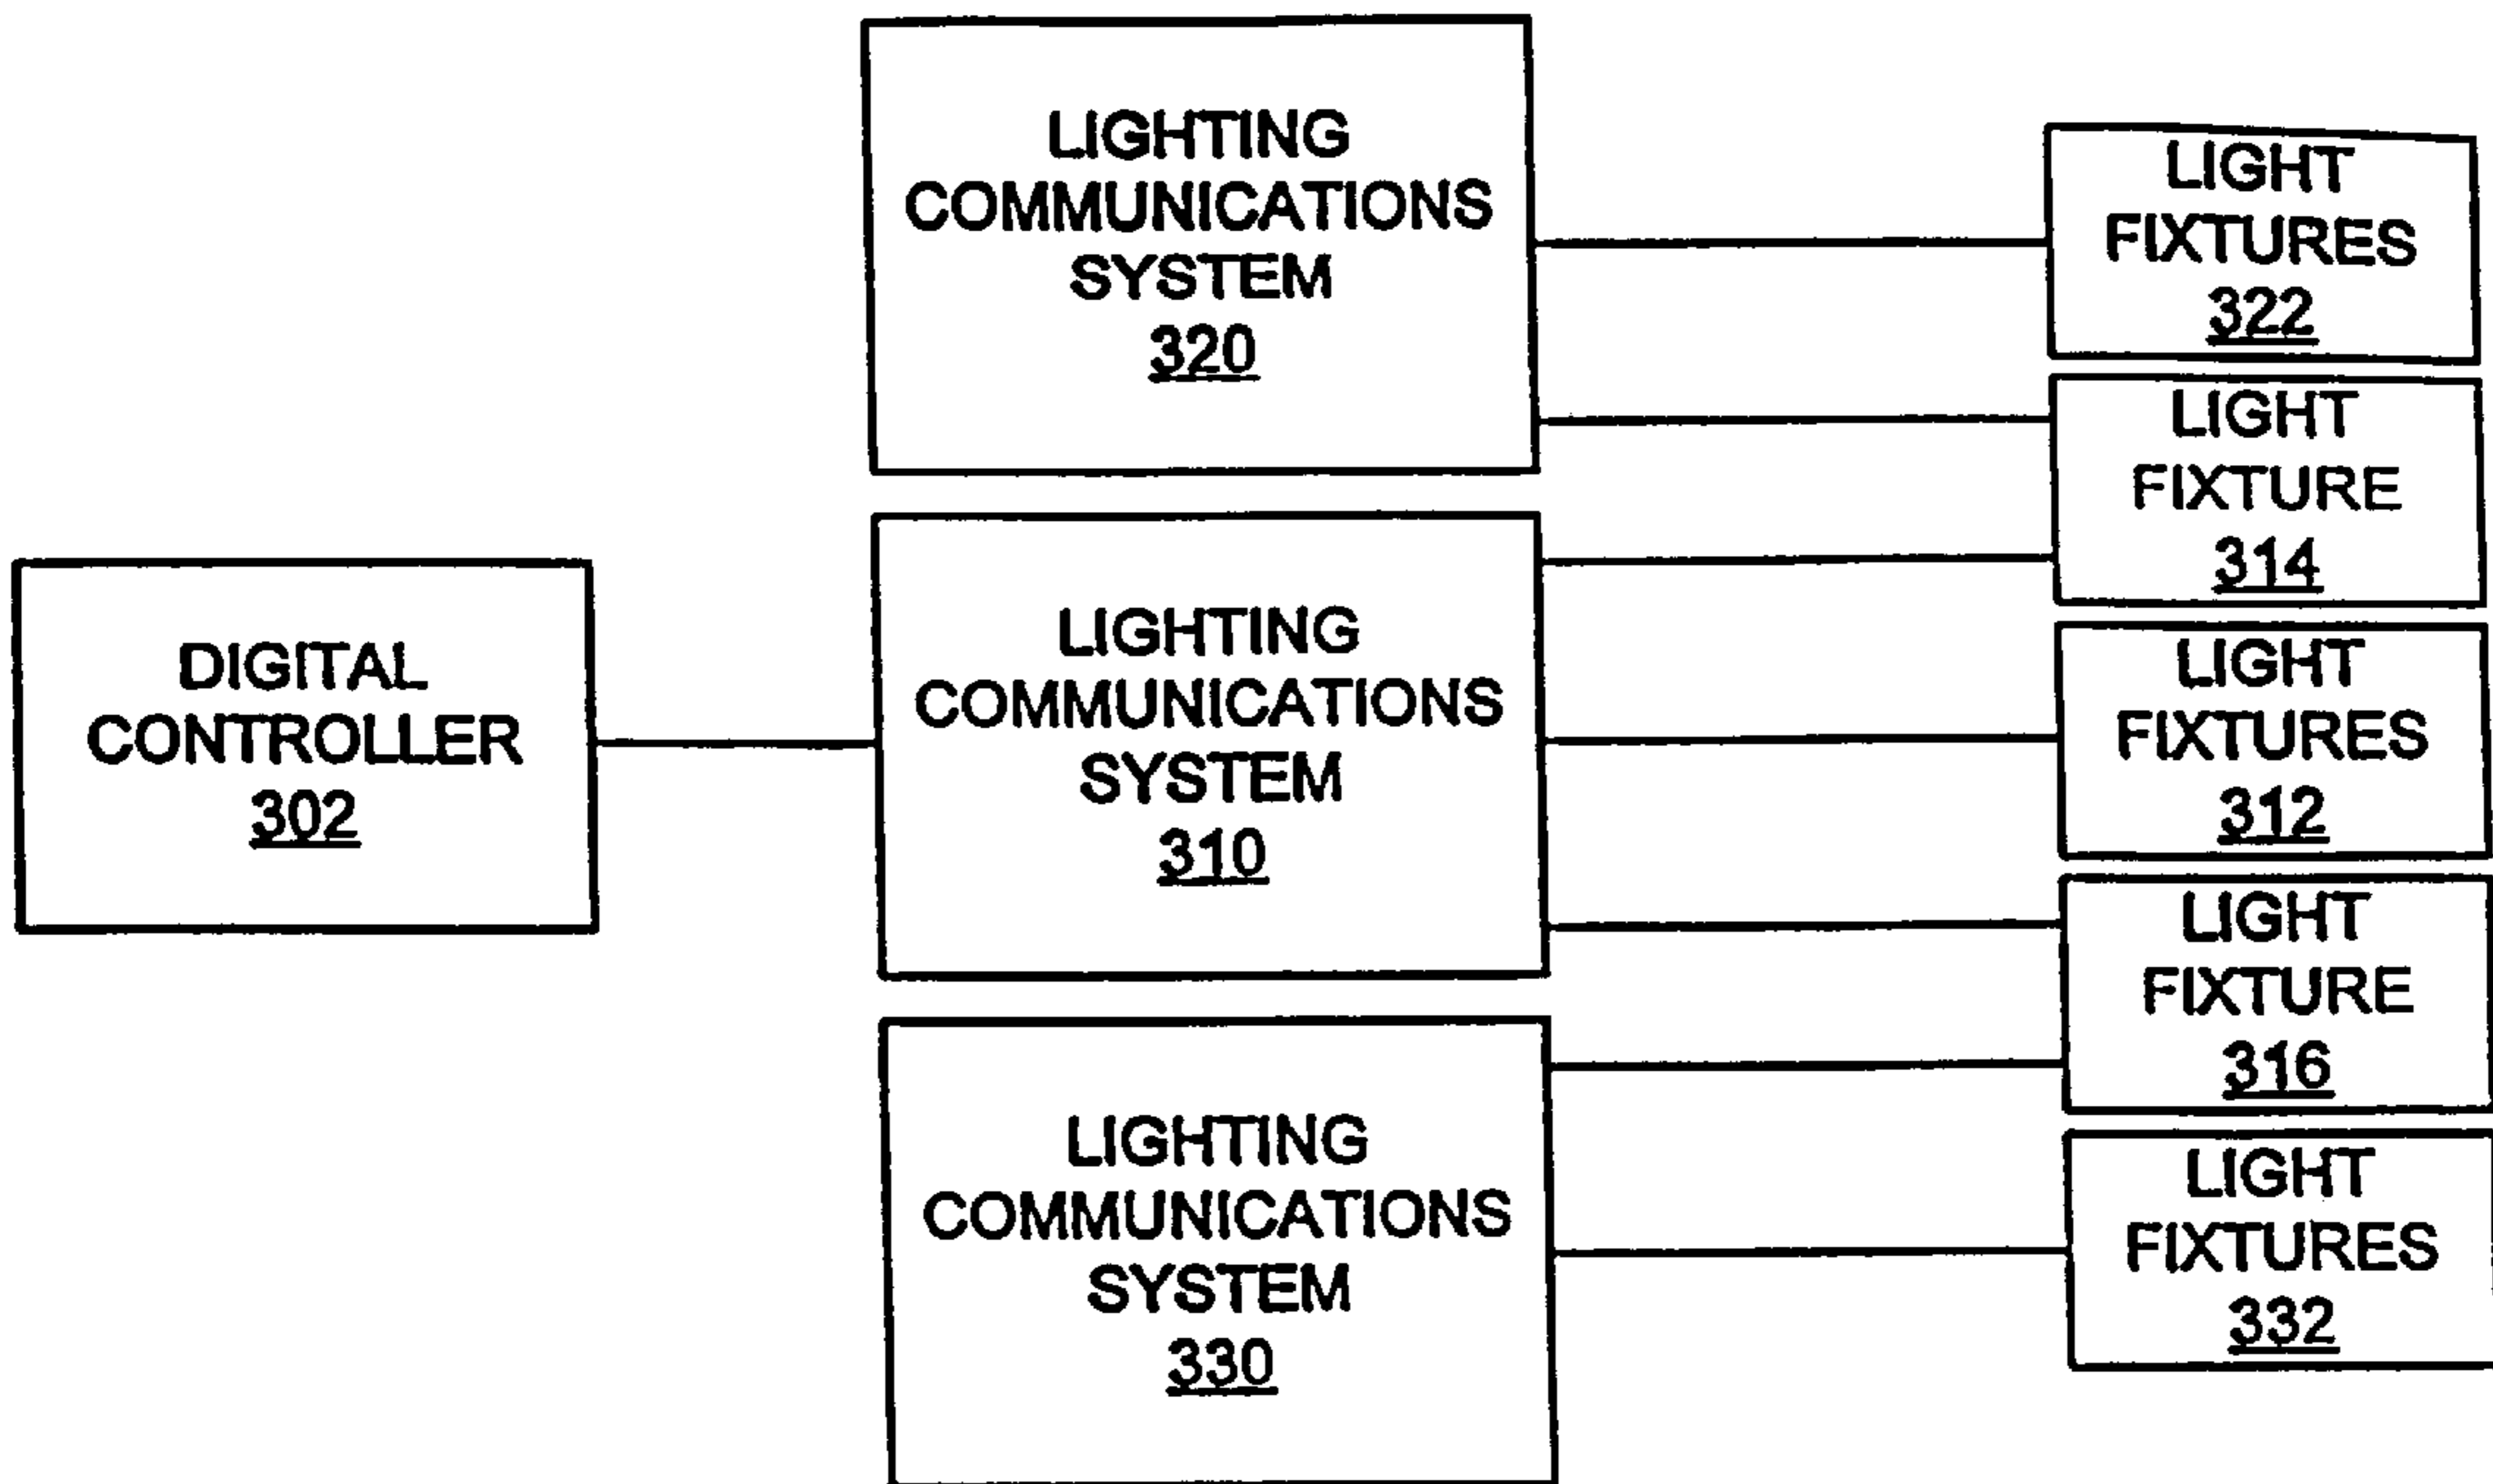 DIGITAL
CONTROLLER
302
LIGHTING
COMMUNICATIONS
SYSTEM
320
LIGHTING
COMMUNICATIONS
SYSTEM
310
LIGHTING
COMMUNICATIONS
SYSTEM
330
LIGHT
FIXTURES
322
LIGHT
FIXTURE
314
LIGHT
FIXTURES
312
LIGHT
FIXTURE
316
LIGHT
FIXTURES
332